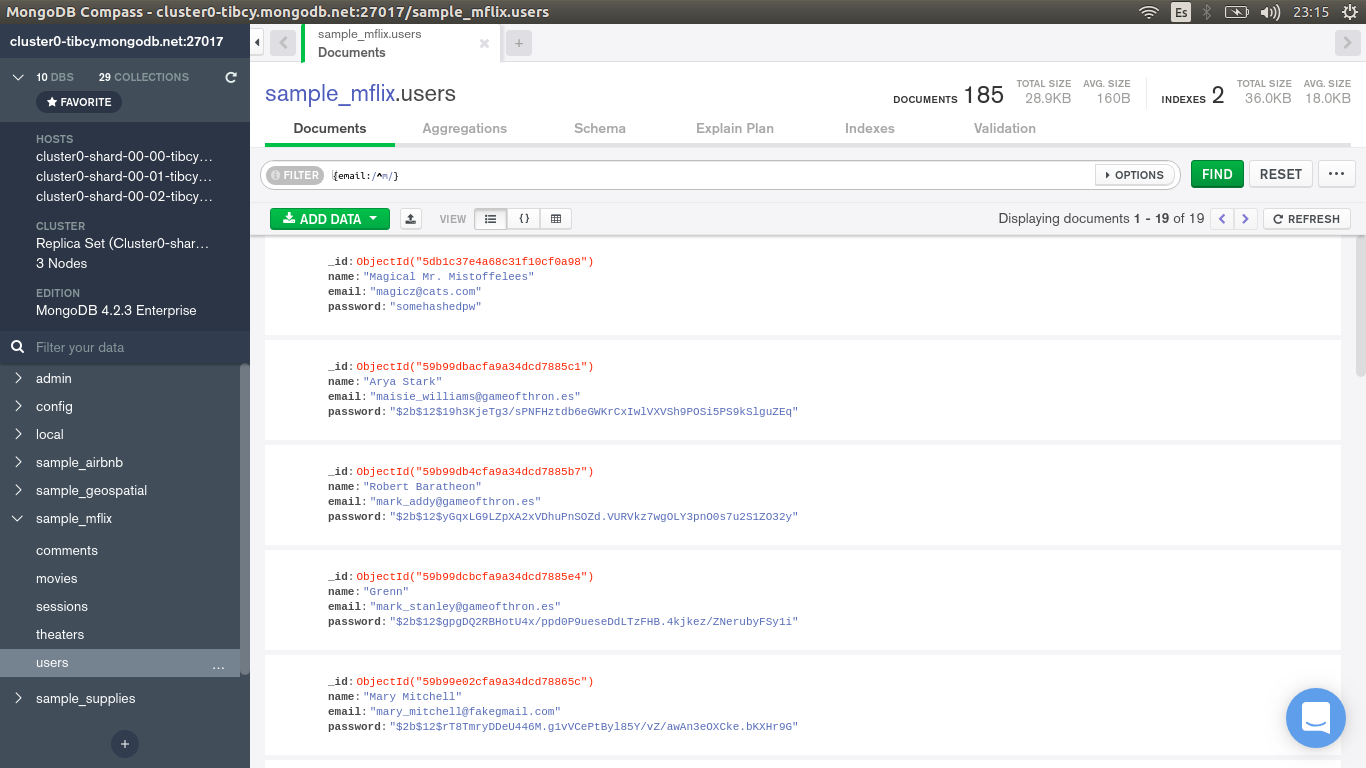 MongoDB Compass - cluster0-tibcy.mongodb.net:27017/sample_mflix.users
Es
23:15
cluster0-tibcy.mongodb.net:27017
10 DBS 29 COLLECTIONS
FAVORITE
HOSTS
cluster0-shard-00-00-tibcy...
cluster0-shard-00-01-tibcy...
cluster0-shard-00-02-tibcy...
CLUSTER
Replica Set (Cluster0-shar...
3 Nodes
EDITION
MongoDB 4.2.3 Enterprise
Filter your data
admin
config
local
sample_airbnb
sample_geospatial
sample_mflix
comments
movies
sessions
theaters
users ...
sample_supplies
+
sample_mflix.users
Documents
+
sample_mflix.users
DOCUMENTS 185 TOTAL SIZE 28.9KB AVG. SIZE 160B INDEXES 2 TOTAL SIZE 36.0KB AVG. SIZE 18.0KB
Documents Aggregations Schema Explain Plan Indexes Validation
FILTER {email:/^m/} OPTIONS FIND RESET ...
ADD DATA VIEW {} Displaying documents 1 - 19 of 19 REFRESH
_id: ObjectId("5db1c37e4a68c31f10cf0a98")
name: "Magical Mr. Mistoffelees"
email: "magicz@cats.com"
password: "somehashedpw"
_id: ObjectId("59b99dbacfa9a34dcd7885c1")
name: "Arya Stark"
email: "maisie_williams@gameofthron.es"
password: "$2b$12$19h3KjeTg3/sPNFHztdb6eGWKrCxIwlVXVSh9POSi5PS9kSlguZEq"
_id: ObjectId("59b99db4cfa9a34dcd7885b7")
name: "Robert Baratheon"
email: "mark_addy@gameofthron.es"
password: "$2b$12$yGqxLG9LZpXA2xVDhuPnSOZd.VURVkz7wgOLY3pnO0s7u2S1ZO32y"
_id: ObjectId("59b99dcbcfa9a34dcd7885e4")
name: "Grenn"
email: "mark_stanley@gameofthron.es"
password: "$2b$12$gpgDQ2RBHotU4x/ppd0P9ueseDdLTzFHB.4kjkez/ZNerubyFSy1i"
_id: ObjectId("59b99e02cfa9a34dcd78865c")
name: "Mary Mitchell"
email: "mary_mitchell@fakegmail.com"
password: "$2b$12$rT8TmryDDeU446M.g1vVCePtByl85Y/vZ/awAn3eOXCke.bKXHr9G"